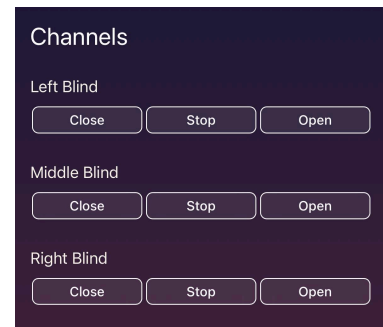 Channels
Left Blind
Close Stop Open
Middle Blind
Close Stop Open
Right Blind
Close Stop Open